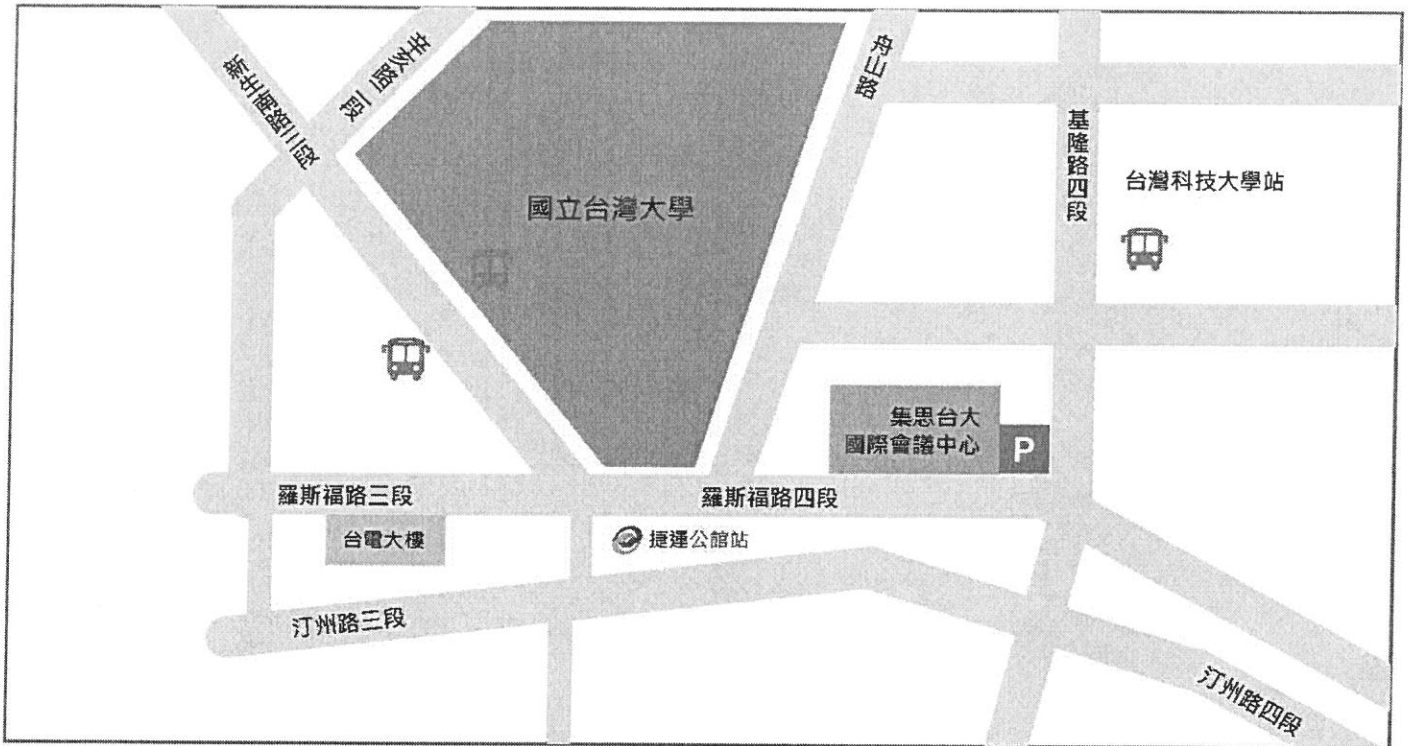 新生南路三段
辛亥路一段
舟山路
基隆路四段
台灣科技大學站
國立台灣大學
集思台大
國際會議中心
P
羅斯福路三段
羅斯福路四段
台電大樓
捷運公館站
汀州路三段
汀州路四段